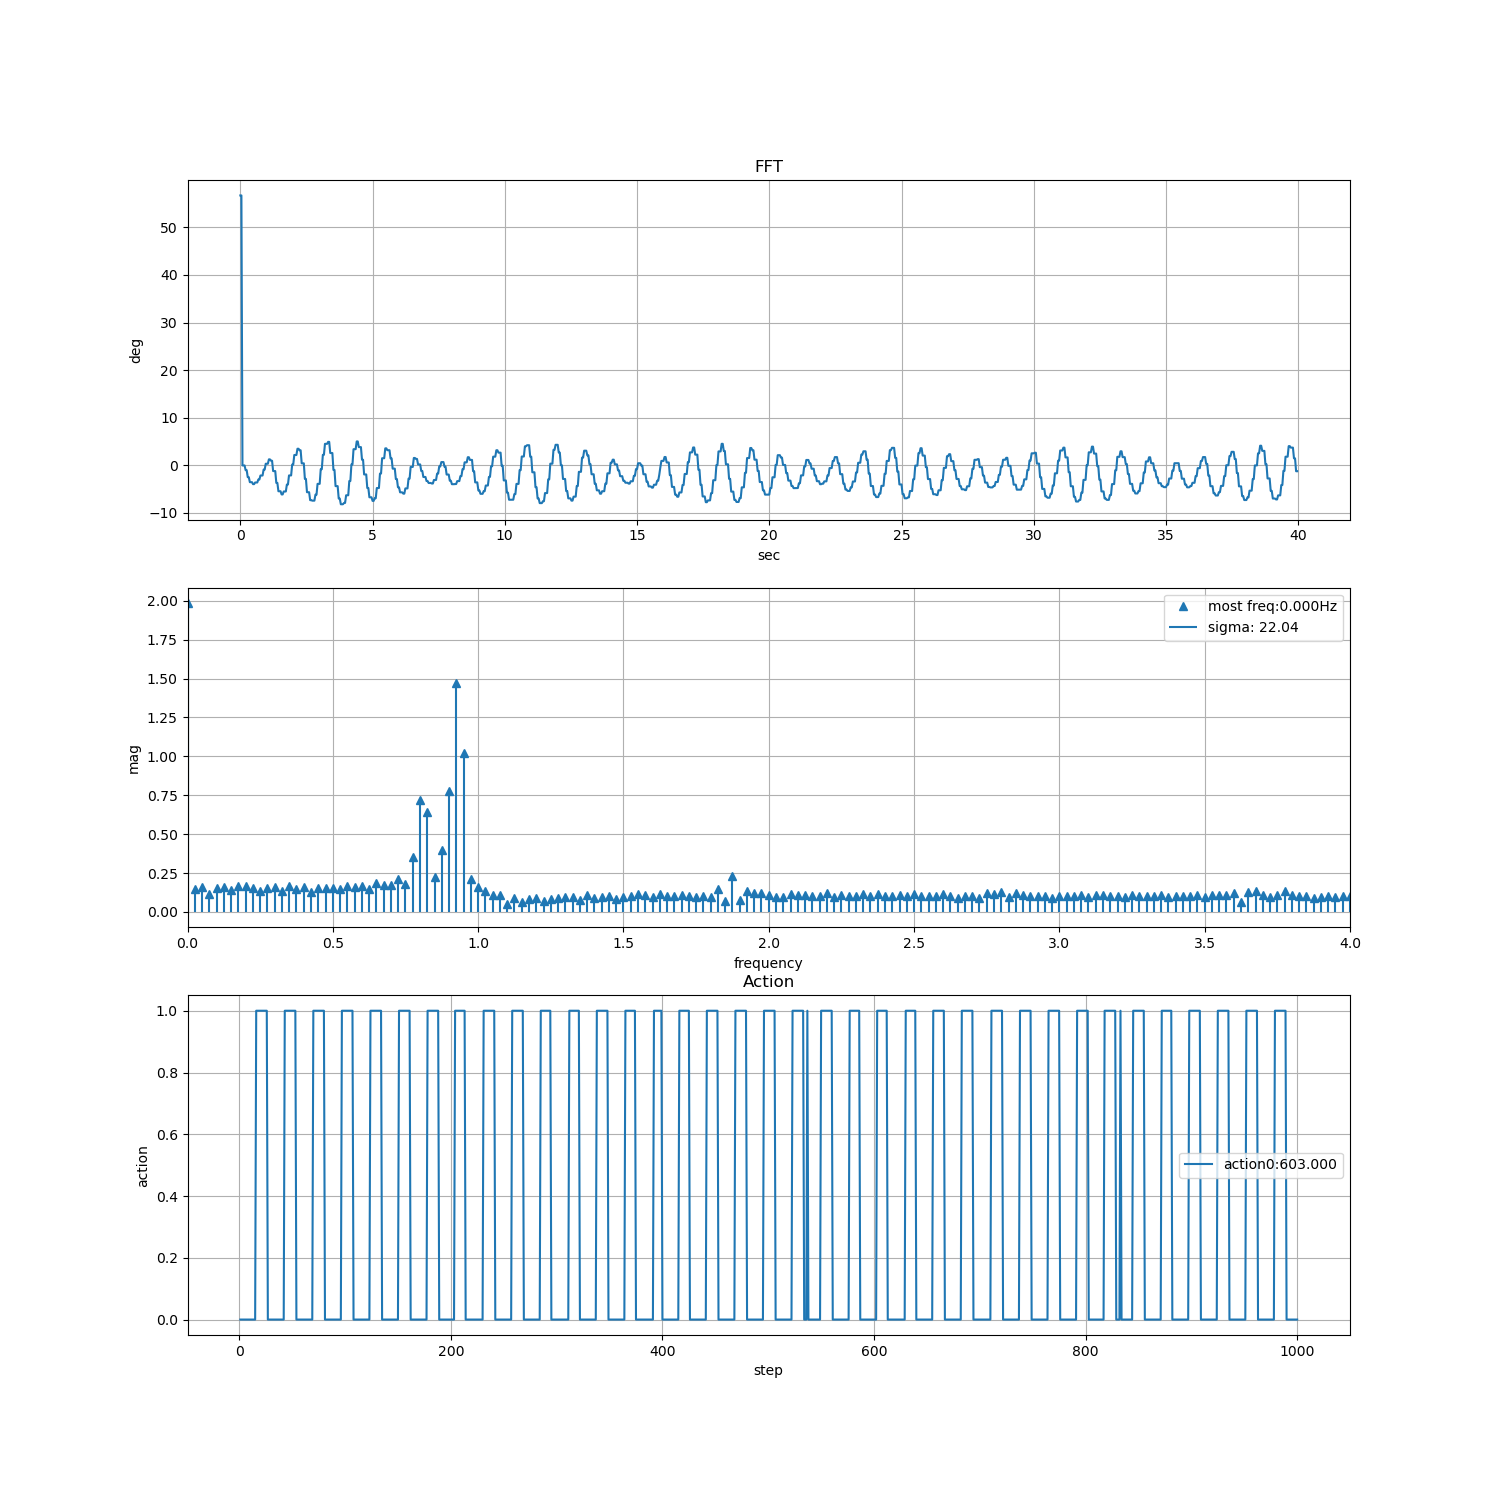 FFT
50
40
30
20
10
0
−10
deg
0 5 10 15 20 25 30 35 40
sec
2.00
1.75
1.50
1.25
1.00
0.75
0.50
0.25
0.00
mag
most freq:0.000Hz
sigma: 22.04
0.0 0.5 1.0 1.5 2.0 2.5 3.0 3.5 4.0
frequency
Action
1.0
0.8
0.6
0.4
0.2
0.0
action
action0:603.000
0 200 400 600 800 1000
step